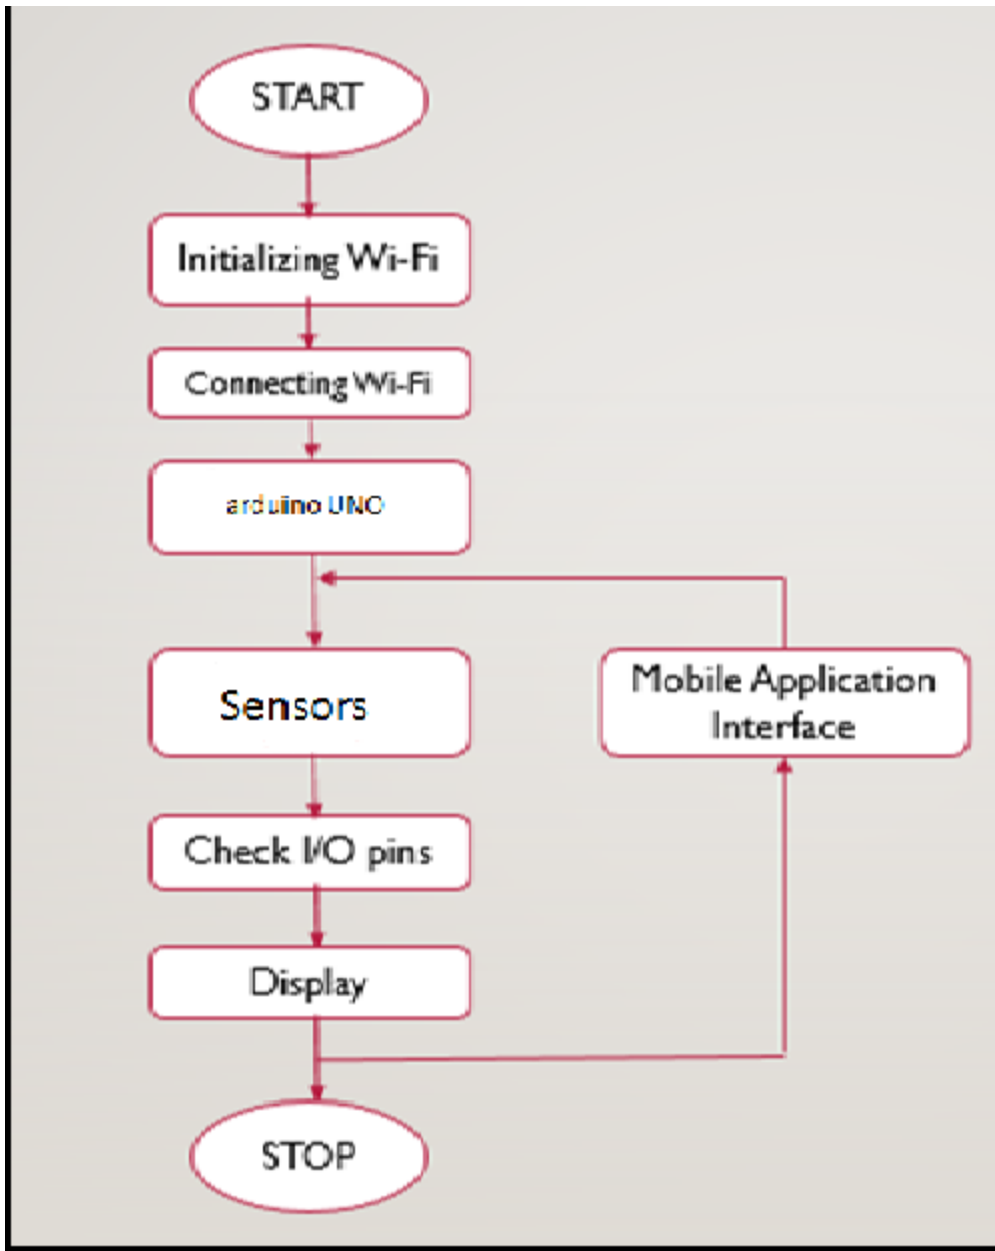 START
Initializing Wi-Fi
Connecting Wi-Fi
arduino UNO
Sensors
Mobile Application
Interface
Check I/O pins
Display
STOP